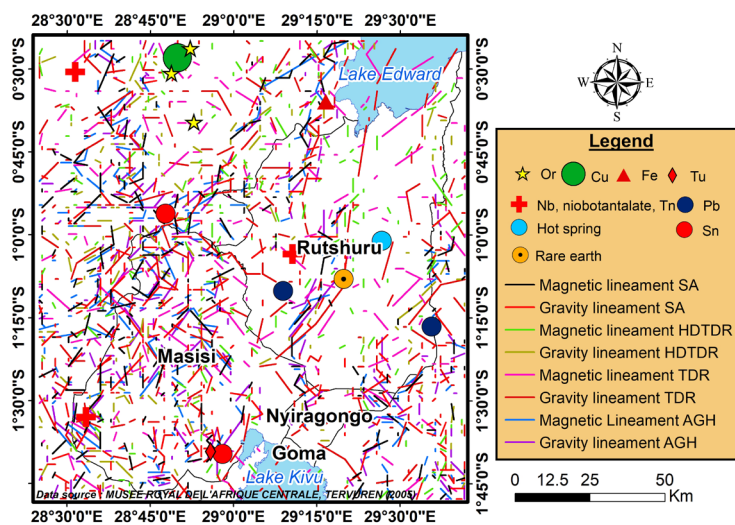 28°30'0"E 28°45'0"E 29°0'0"E 29°15'0"E 29°30'0"E
0°30'0"S
0°45'0"S
1°0'0"S
1°15'0"S
1°30'0"S
0°30'0"S
0°45'0"S
1°0'0"S
1°15'0"S
1°30'0"S
1°45'0"S
Lake Edward
Rutshuru
Masisi
Nyiragongo
Goma
Lake Kivu
Data source : MUSEE ROYAL DE L'AFRIQUE CENTRALE, TERVUREN (2005)
28°30'0"E 28°45'0"E 29°0'0"E 29°15'0"E 29°30'0"E
N
W E
S
Legend
Or Cu Fe Tu
Nb, niobotantalate, Tn Pb
Hot spring Sn
Rare earth
Magnetic lineament SA
Gravity lineament SA
Magnetic lineament HDTDR
Gravity lineament HDTDR
Magnetic lineament TDR
Gravity lineament TDR
Magnetic Lineament AGH
Gravity lineament AGH
0 12.5 25 50
Km